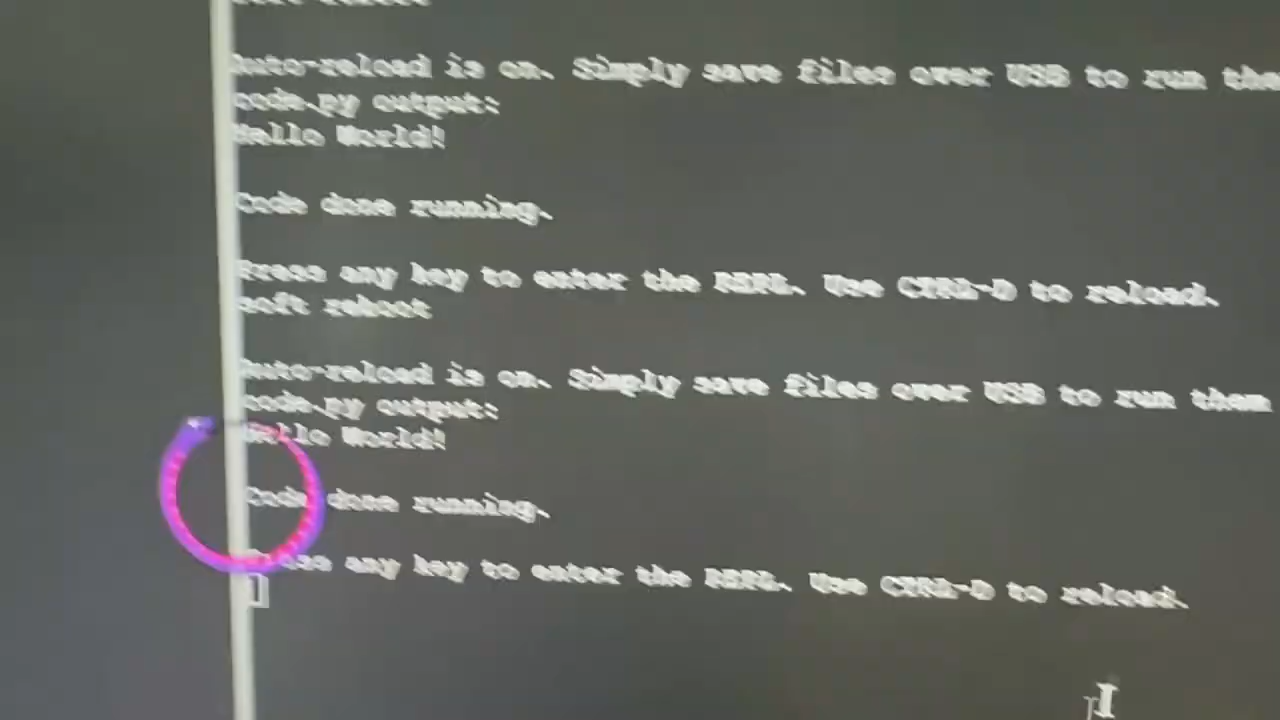 soft reboot
Auto-reload is on. Simply save files over USB to run the
code.py output:
Hello World!
Code done running.
Press any key to enter the REPL. Use CTRL-D to reload.
soft reboot
Auto-reload is on. Simply save files over USB to run them
code.py output:
Hello World!
Code done running.
Press any key to enter the REPL. Use CTRL-D to reload.